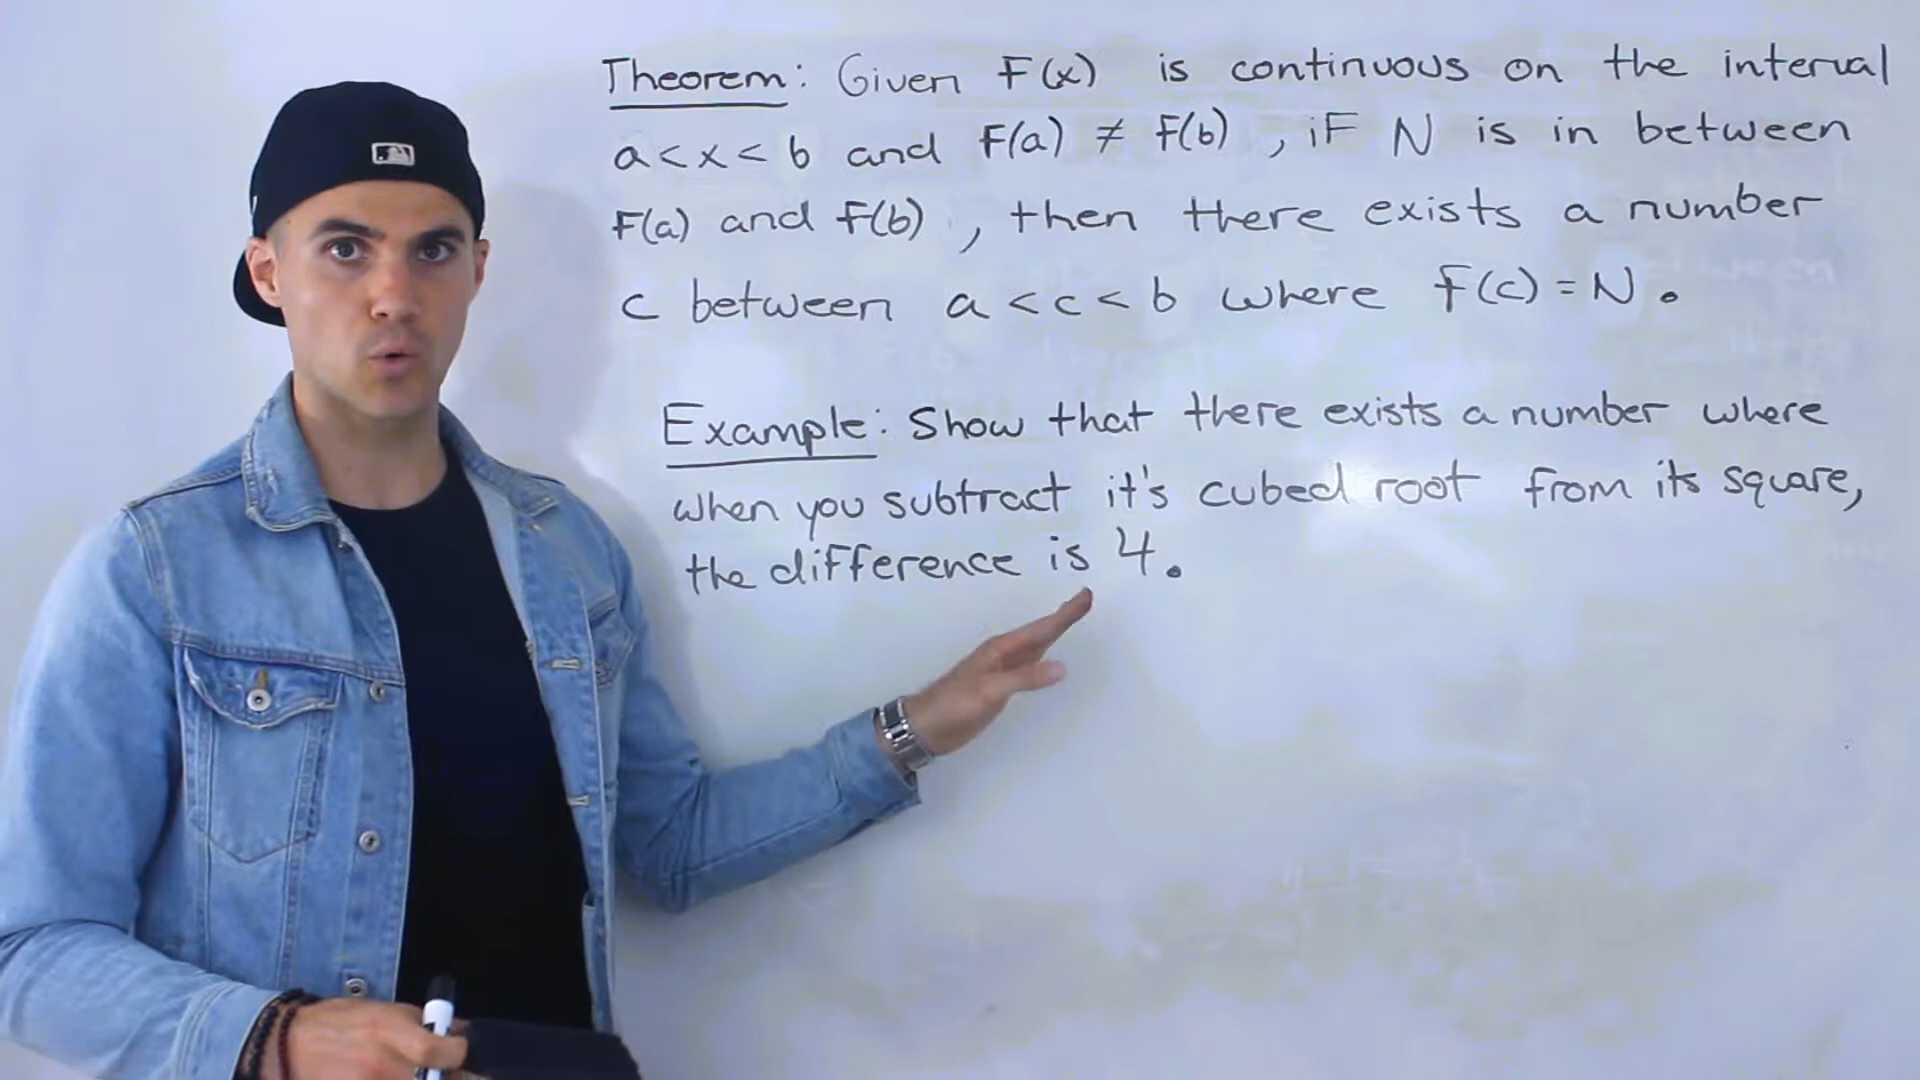 Theorem: Given F(x) is continuous on the interval
a<x<b and F(a) ≠ F(b), iF N is in between
F(a) and F(b), then there exists a number
c between a<c<b where F(c)=N.
Example: Show that there exists a number where
when you subtract it's cubed root from its square,
the difference is 4.